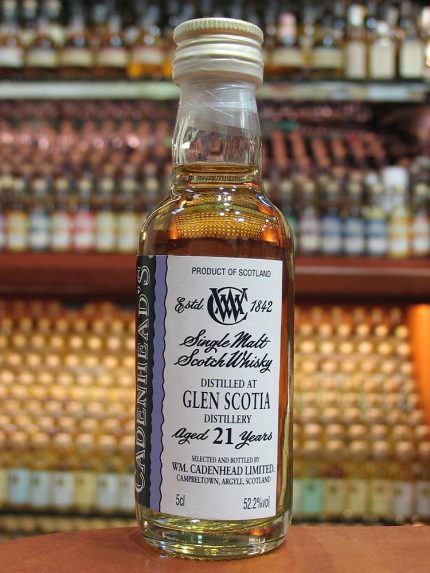 CADENHEAD'S
PRODUCT OF SCOTLAND
Estd 1842
Single Malt
Scotch Whisky
DISTILLED AT
GLEN SCOTIA
DISTILLERY
Aged 21 Years
SELECTED AND BOTTLED BY
WM. CADENHEAD LIMITED.
CAMPBELTOWN, ARGYLL, SCOTLAND
5cl 52.2%vol